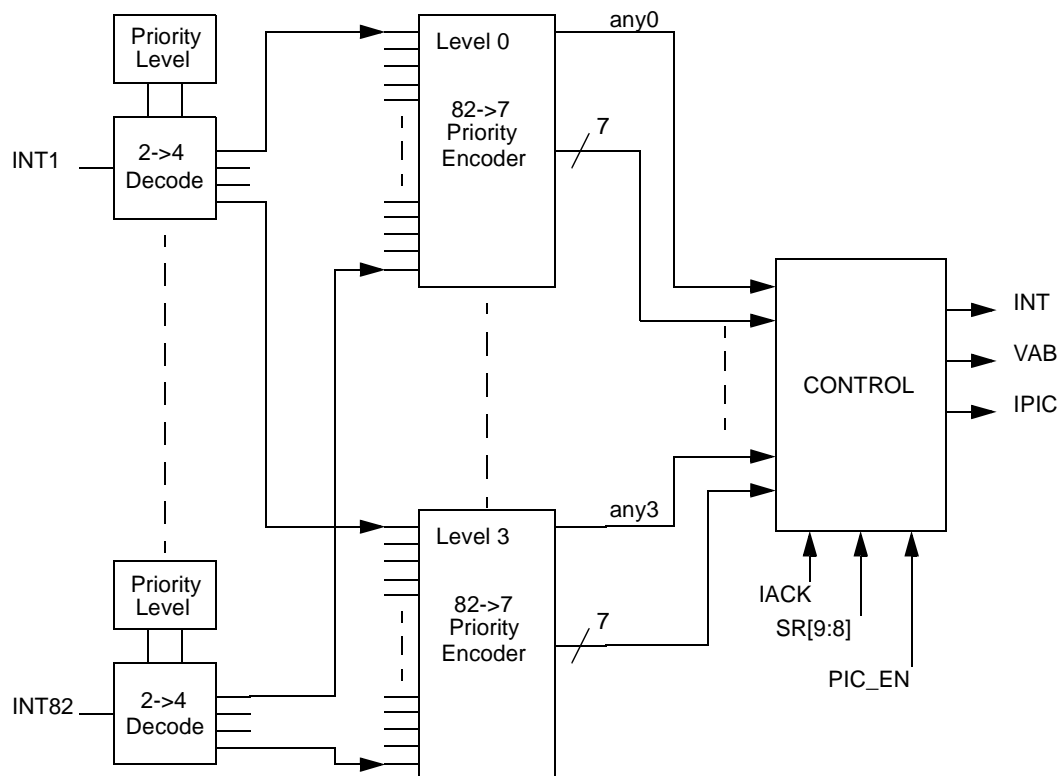 Priority
Level
INT1
2->4
Decode
Level 0
82->7
Priority
Encoder
any0
7
CONTROL
INT
VAB
IPIC
IACK
SR[9:8]
PIC_EN
Priority
Level
INT82
2->4
Decode
Level 3
82->7
Priority
Encoder
any3
7